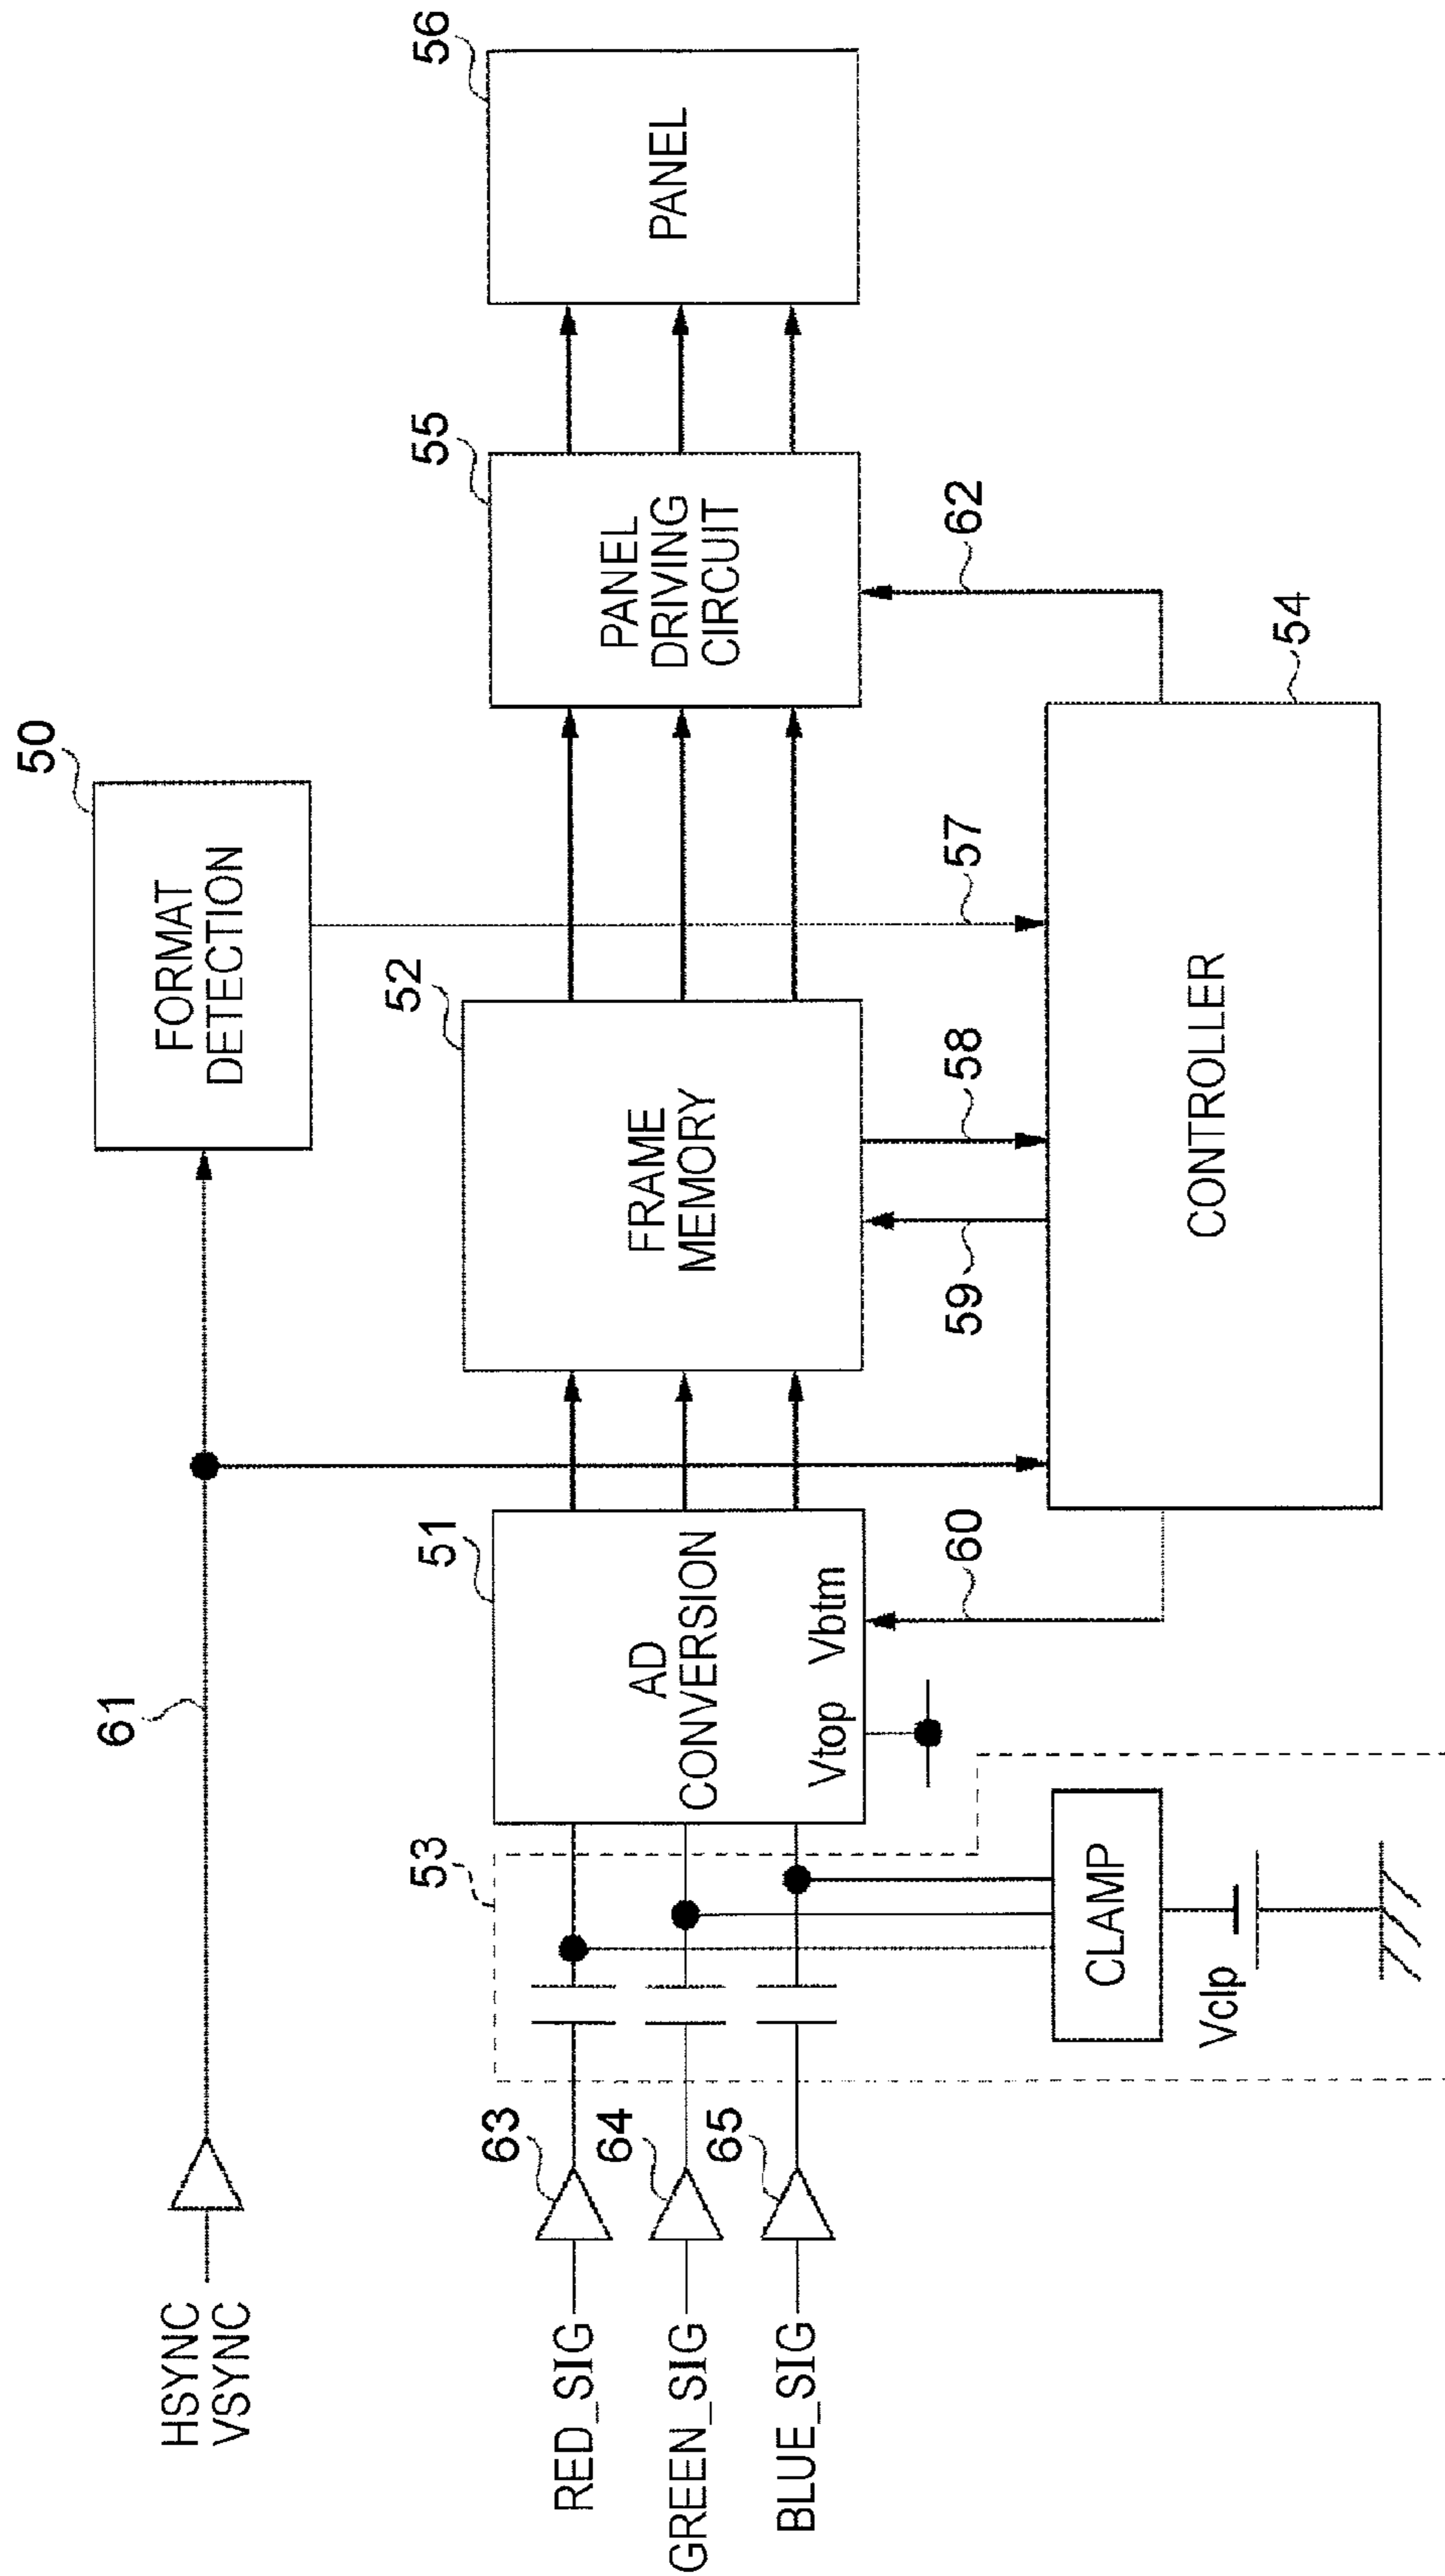 HSYNC
VSYNC
61
50
FORMAT
DETECTION
RED_SIG
GREEN_SIG
BLUE_SIG
63
64
65
53
51
AD
CONVERSION
Vtop
Vbtm
52
FRAME
MEMORY
55
PANEL
DRIVING
CIRCUIT
56
PANEL
CLAMP
Vclp
60
59
58
57
62
CONTROLLER
54